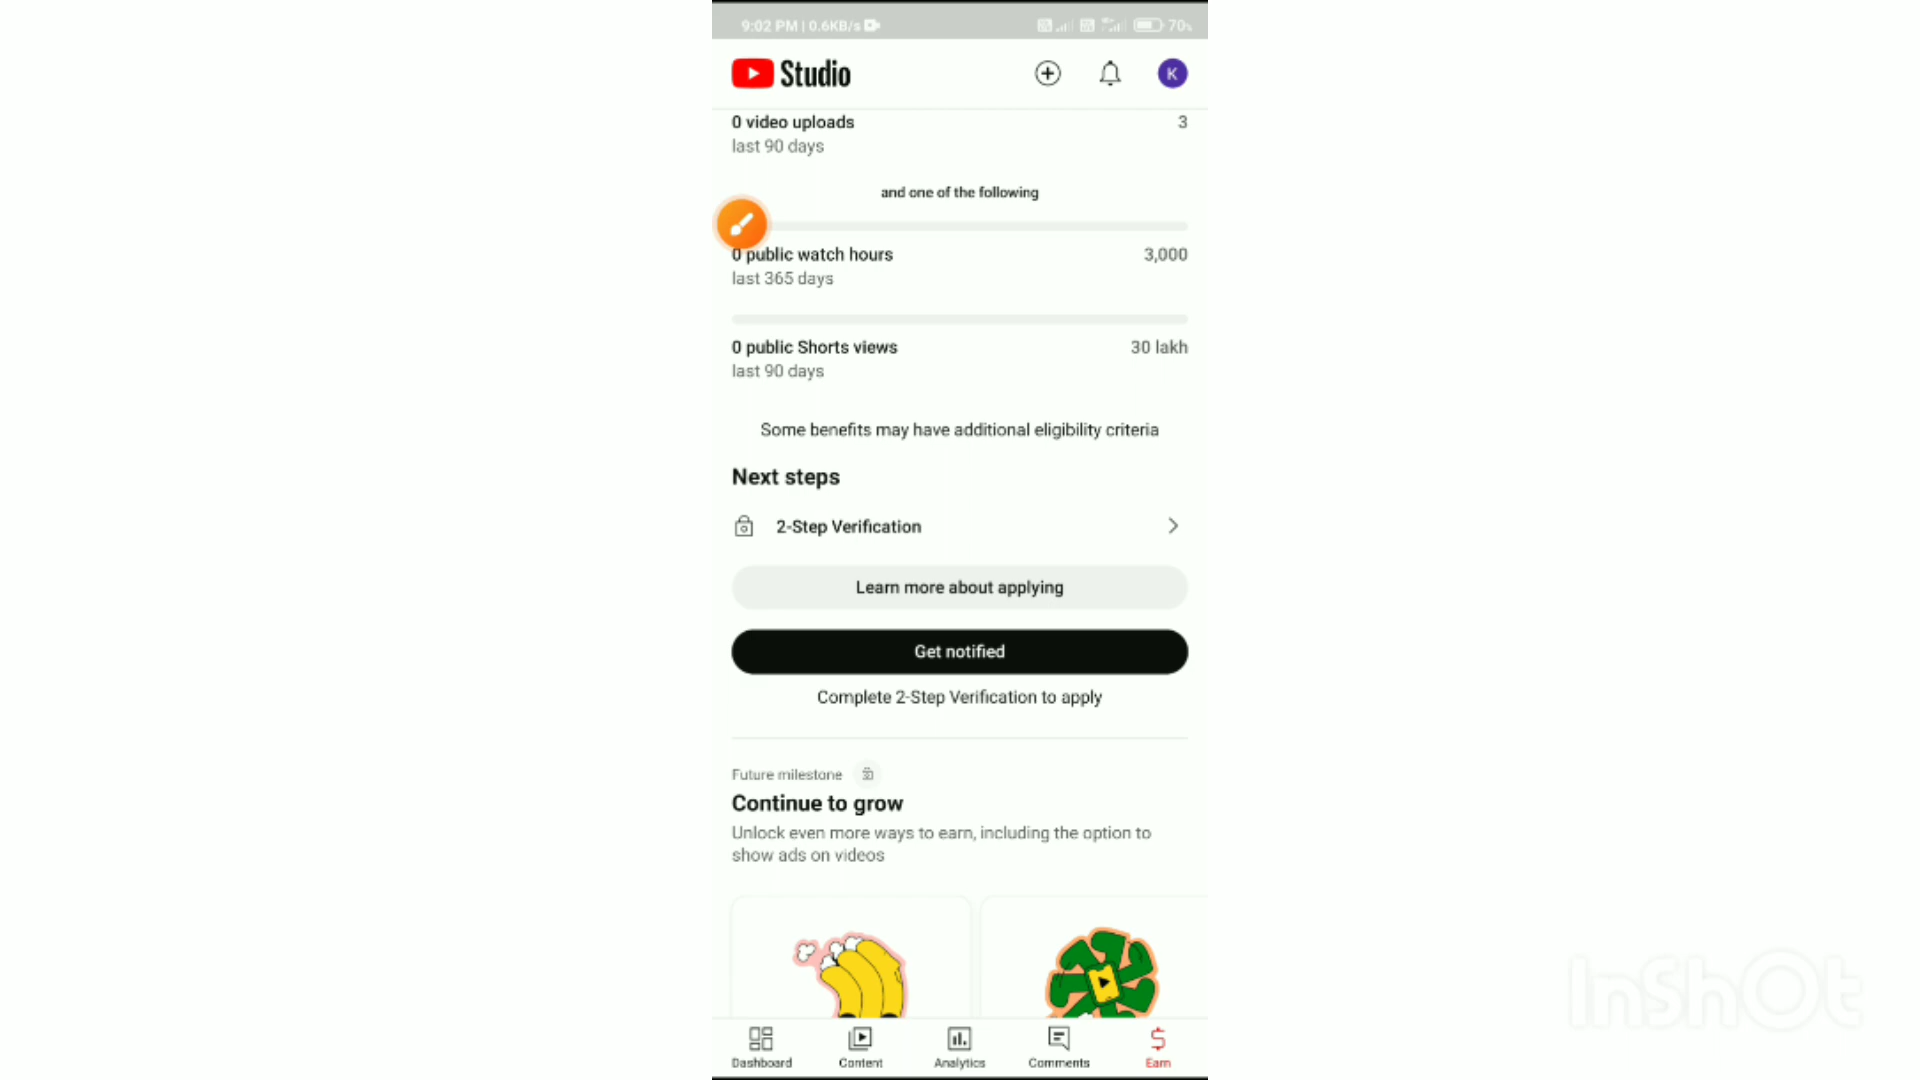 9:02 PM | 0.6KB/s
70%
Studio
K
0 video uploads 3
last 90 days
and one of the following
0 public watch hours 3,000
last 365 days
0 public Shorts views 30 lakh
last 90 days
Some benefits may have additional eligibility criteria
Next steps
2-Step Verification
Learn more about applying
Get notified
Complete 2-Step Verification to apply
Future milestone
Continue to grow
Unlock even more ways to earn, including the option to
show ads on videos
Dashboard Content Analytics Comments Earn
InShOt